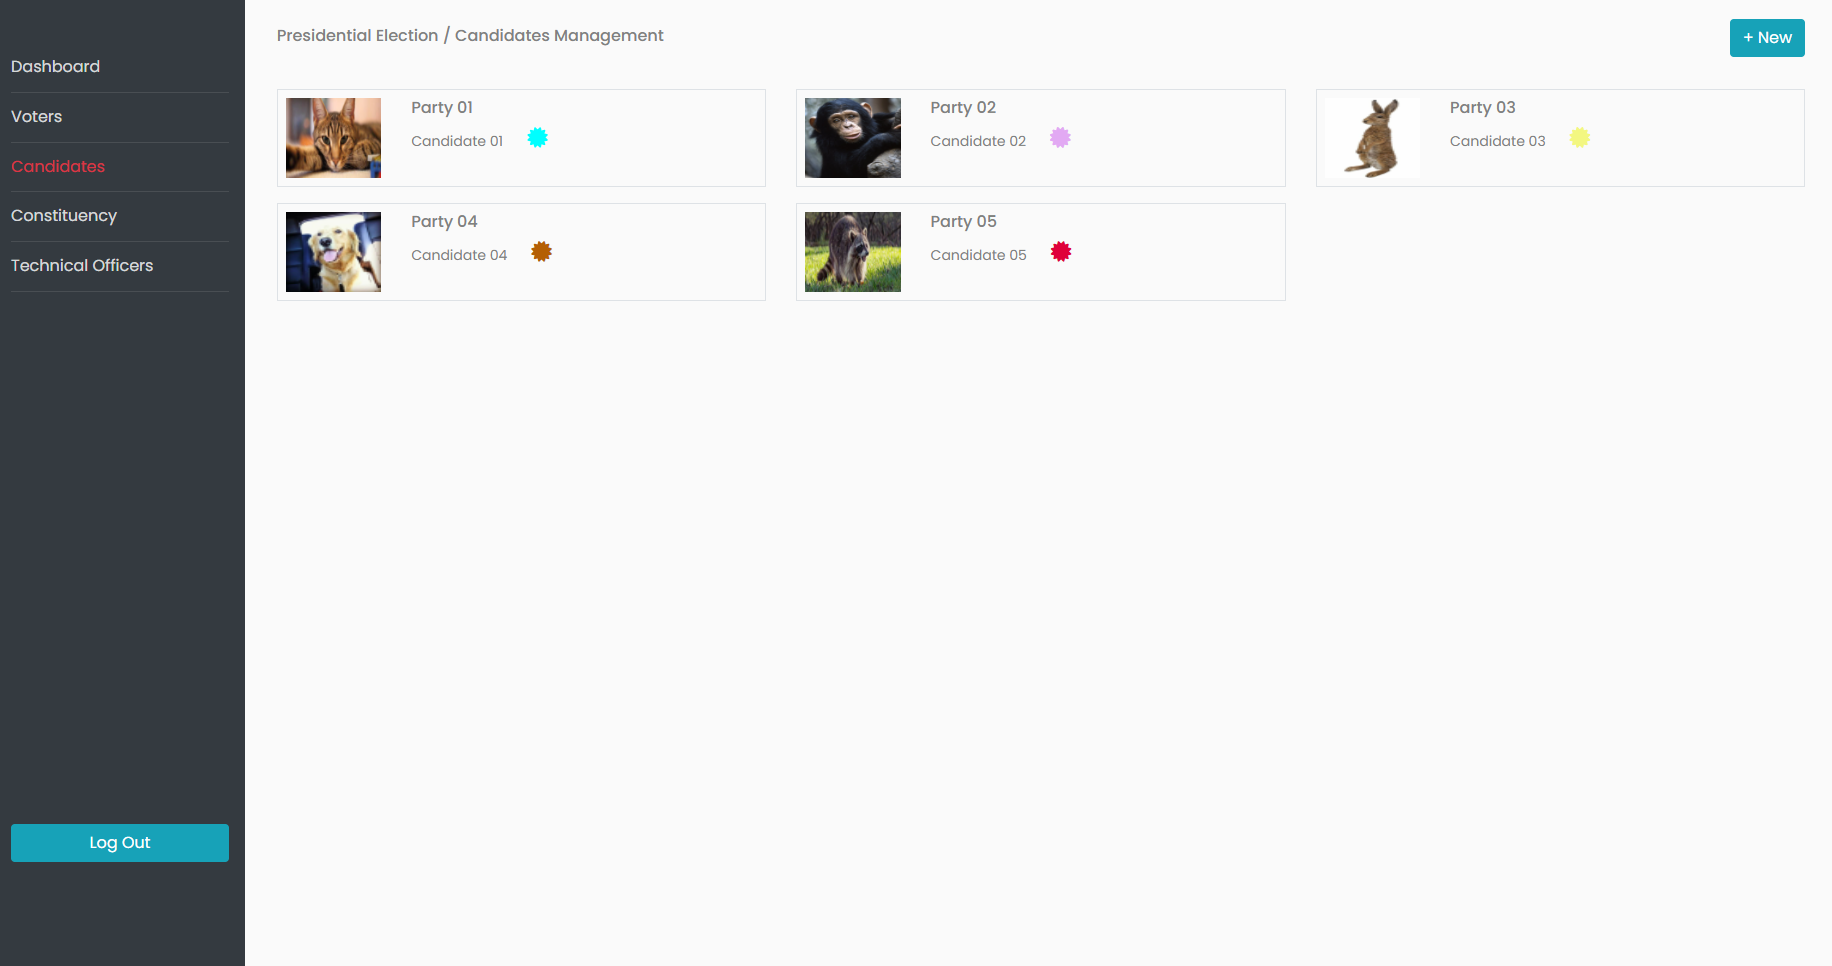 Dashboard
Voters
Candidates
Constituency
Technical Officers
Log Out
Presidential Election / Candidates Management
+ New
Party 01
Candidate 01
Party 02
Candidate 02
Party 03
Candidate 03
Party 04
Candidate 04
Party 05
Candidate 05